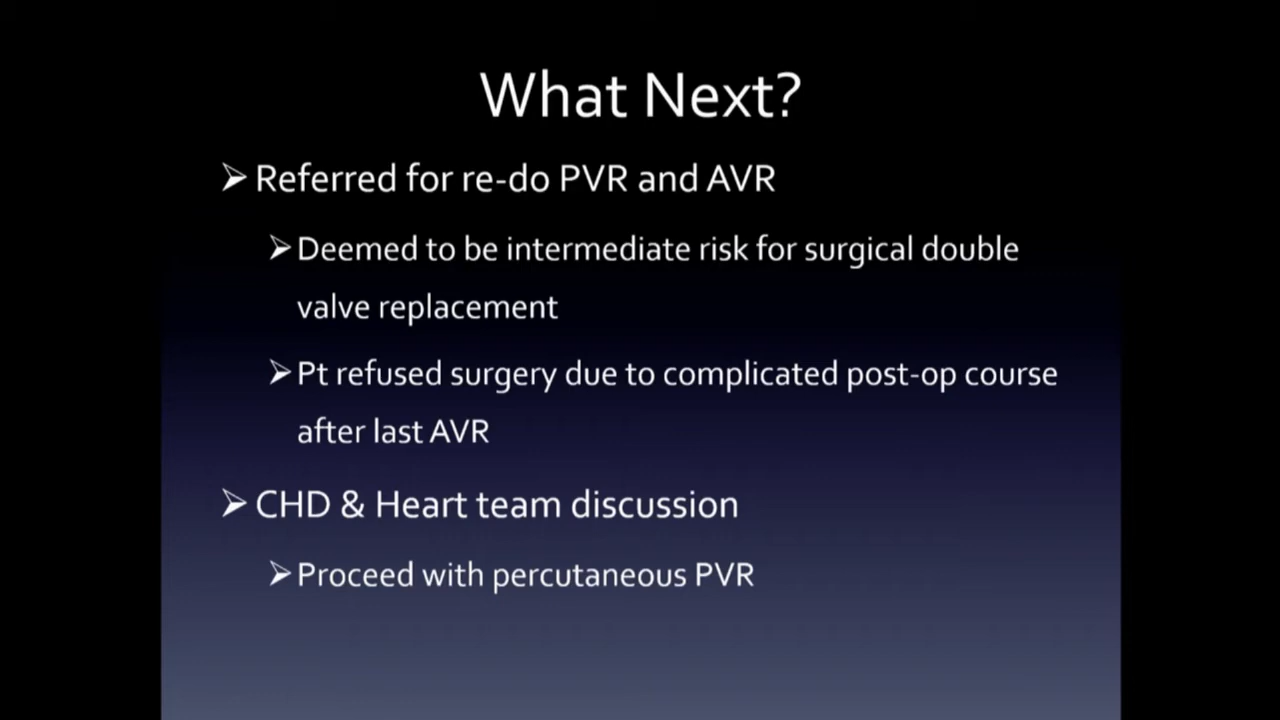 What Next?
Referred for re-do PVR and AVR
Deemed to be intermediate risk for surgical double
valve replacement
Pt refused surgery due to complicated post-op course
after last AVR
CHD & Heart team discussion
Proceed with percutaneous PVR